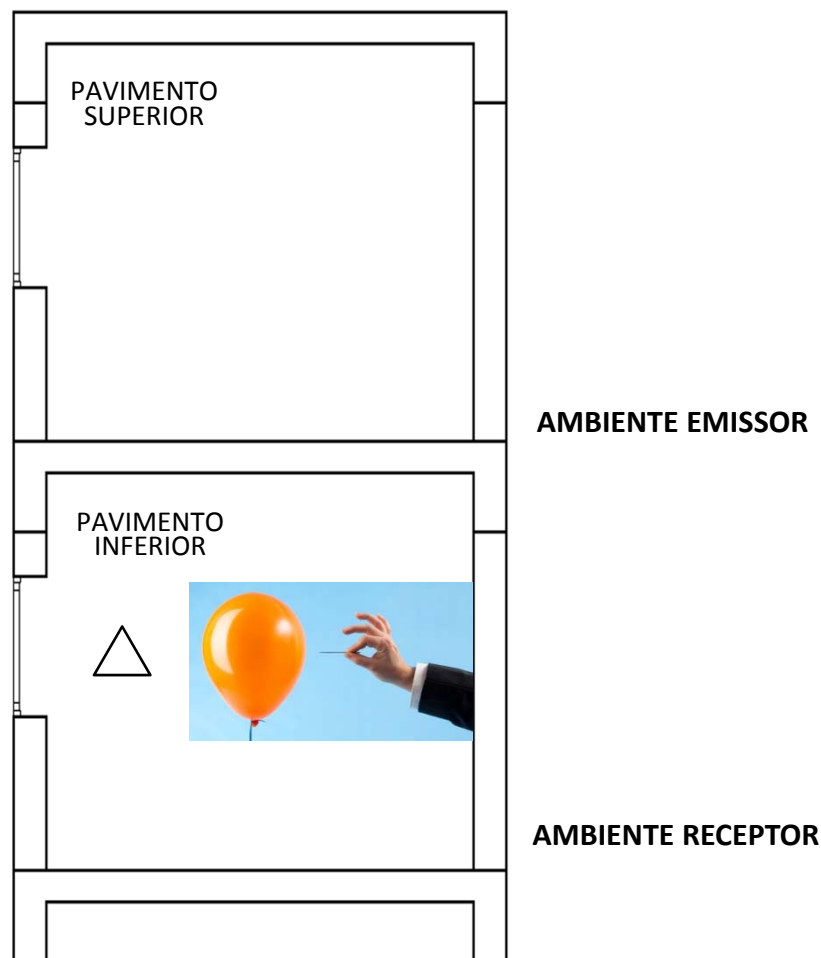 PAVIMENTO
SUPERIOR
AMBIENTE EMISSOR
PAVIMENTO
INFERIOR
AMBIENTE RECEPTOR